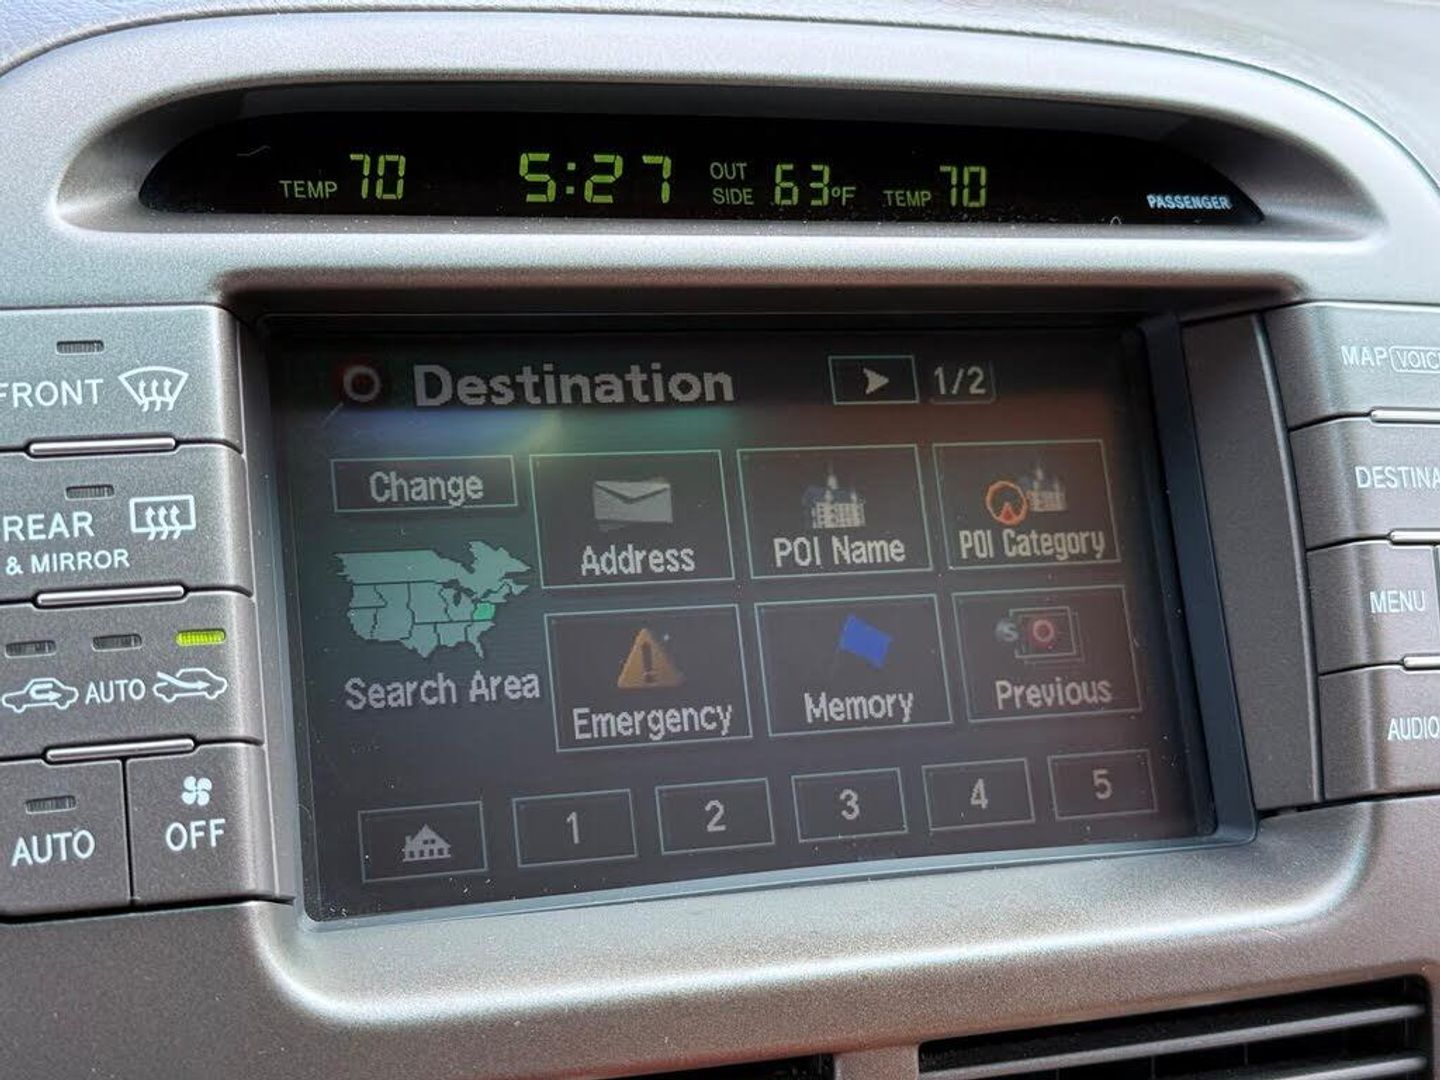 TEMP 70 5:27 OUT SIDE 63°F TEMP 70 PASSENGER
FRONT
REAR
& MIRROR
AUTO
AUTO
OFF
Destination
1/2
Change
Address
POI Name
POI Category
Search Area
Emergency
Memory
Previous
1 2 3 4 5
MAP VOIC
DESTINA
MENU
AUDIO